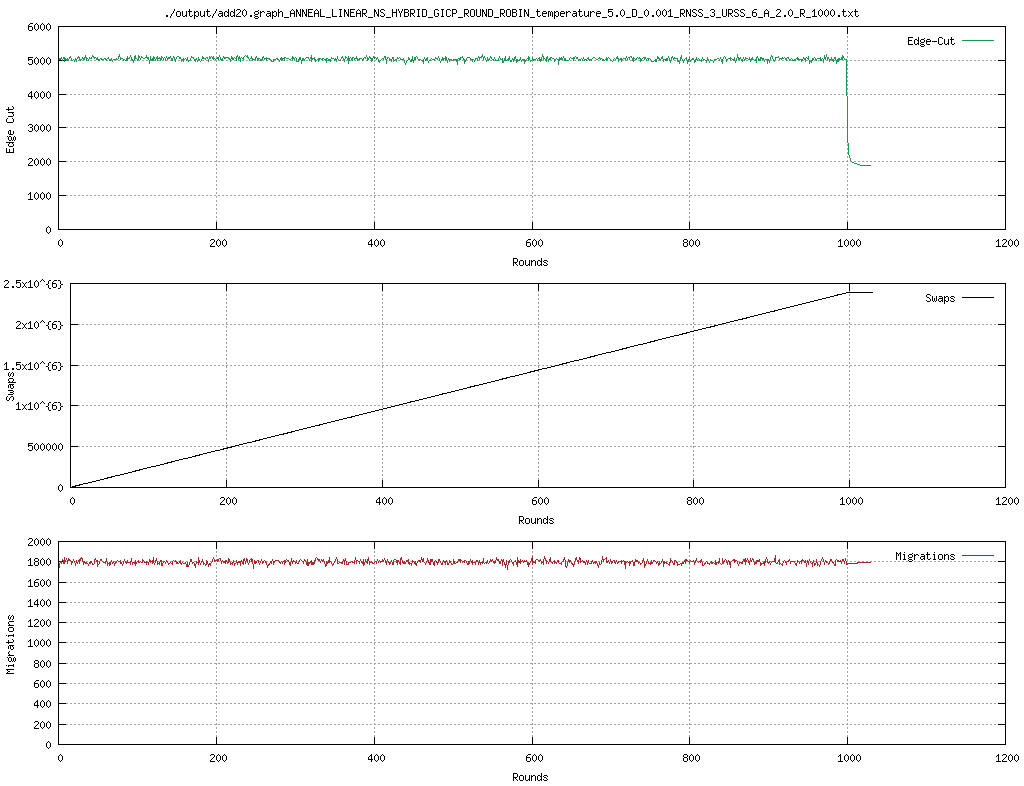 ./output/add20.graph_ANNEAL_LINEAR_NS_HYBRID_GICP_ROUND_ROBIN_temperature_5.0_D_0.001_RNSS_3_URSS_6_A_2.0_R_1000.txt
6000
5000
4000
3000
2000
1000
0
Edge Cut
Edge-Cut
0 200 400 600 800 1000 1200
Rounds
2.5x10^{6}
2x10^{6}
1.5x10^{6}
1x10^{6}
500000
0
Swaps
Swaps
0 200 400 600 800 1000 1200
Rounds
2000
1800
1600
1400
1200
1000
800
600
400
200
0
Migrations
Migrations
0 200 400 600 800 1000 1200
Rounds